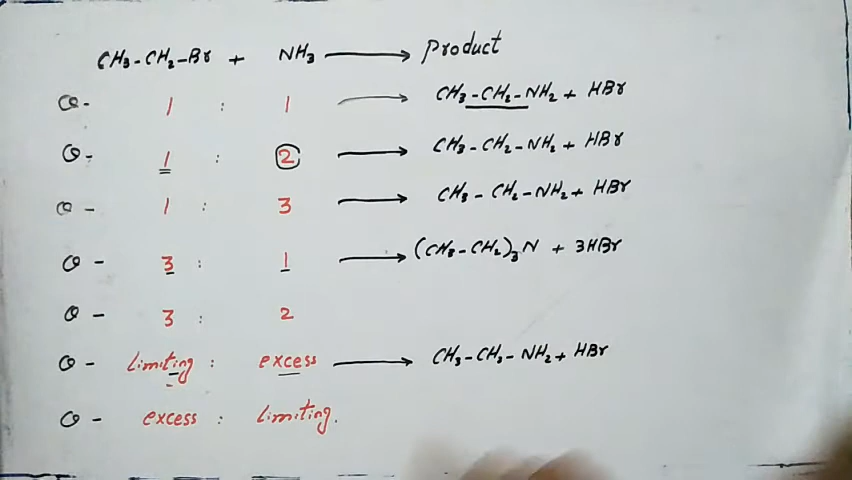 CH₃-CH₂-Br + NH₃ → Product
Q- 1 : 1 → CH₃-CH₂-NH₂ + HBr
Q- 1 : 2 → CH₃-CH₂-NH₂ + HBr
Q- 1 : 3 → CH₃-CH₂-NH₂ + HBr
Q- 3 : 1 → (CH₃-CH₂)₃N + 3HBr
Q- 3 : 2
Q- Limiting : excess → CH₃-CH₂-NH₂ + HBr
Q- excess : Limiting.